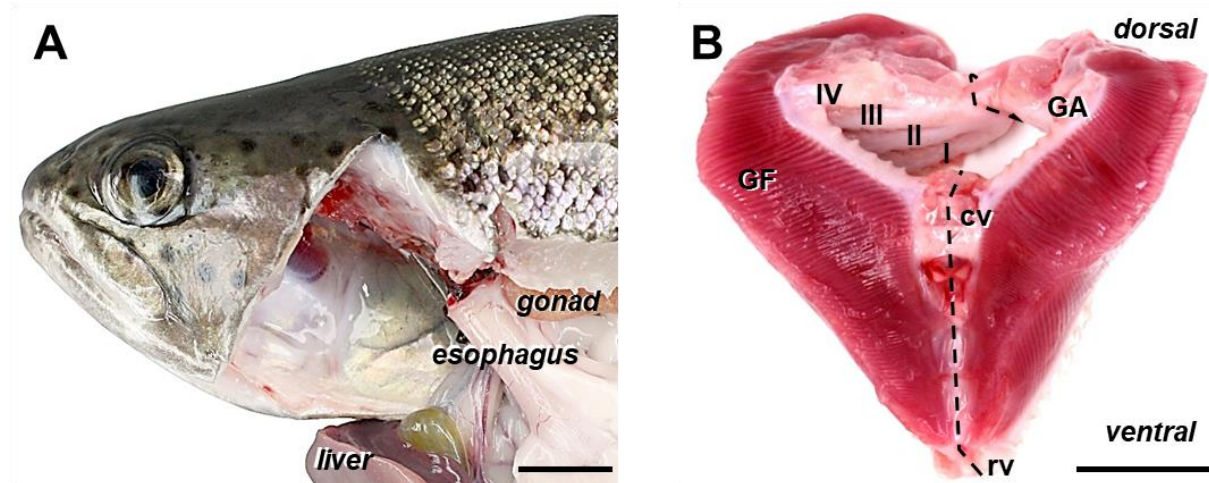 A
gonad
esophagus
liver
B
dorsal
IV
III
GA
II
I
GF
cv
ventral
rv